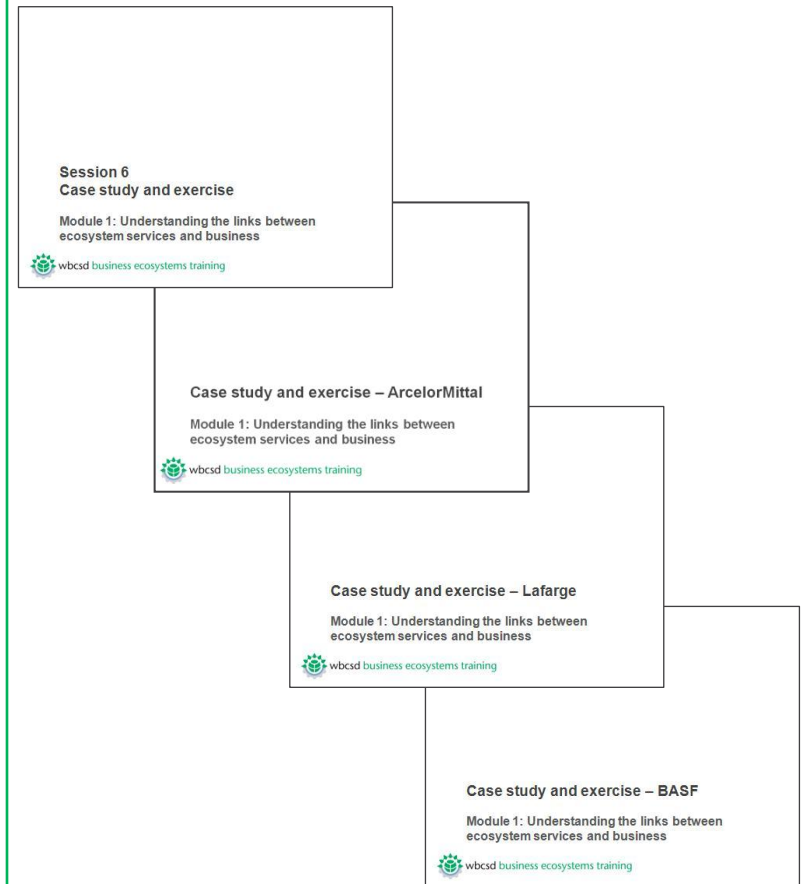 Session 6
Case study and exercise
Module 1: Understanding the links between
ecosystem services and business
wbcsd business ecosystems training
Case study and exercise – ArcelorMittal
Module 1: Understanding the links between
ecosystem services and business
wbcsd business ecosystems training
Case study and exercise – Lafarge
Module 1: Understanding the links between
ecosystem services and business
wbcsd business ecosystems training
Case study and exercise – BASF
Module 1: Understanding the links between
ecosystem services and business
wbcsd business ecosystems training